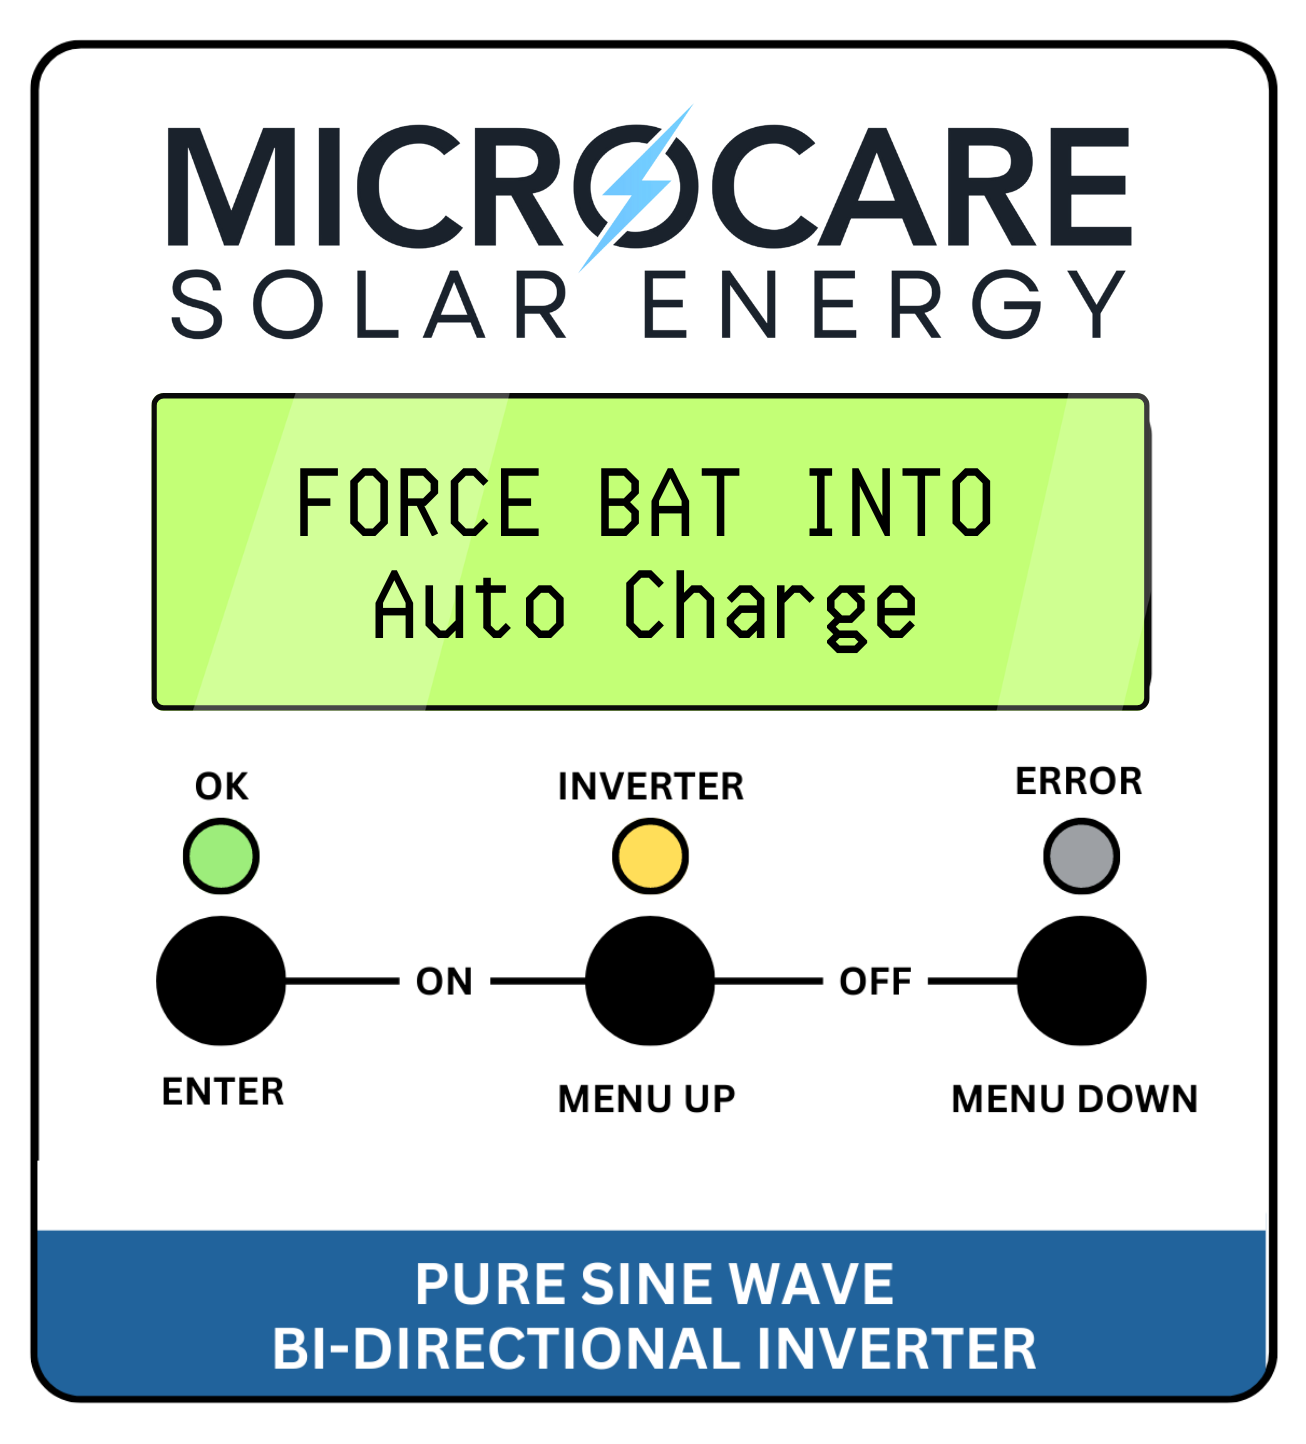 MICROCARE
SOLAR ENERGY
FORCE BAT INTO
Auto Charge
OK INVERTER ERROR
ON OFF
ENTER MENU UP MENU DOWN
PURE SINE WAVE
BI-DIRECTIONAL INVERTER